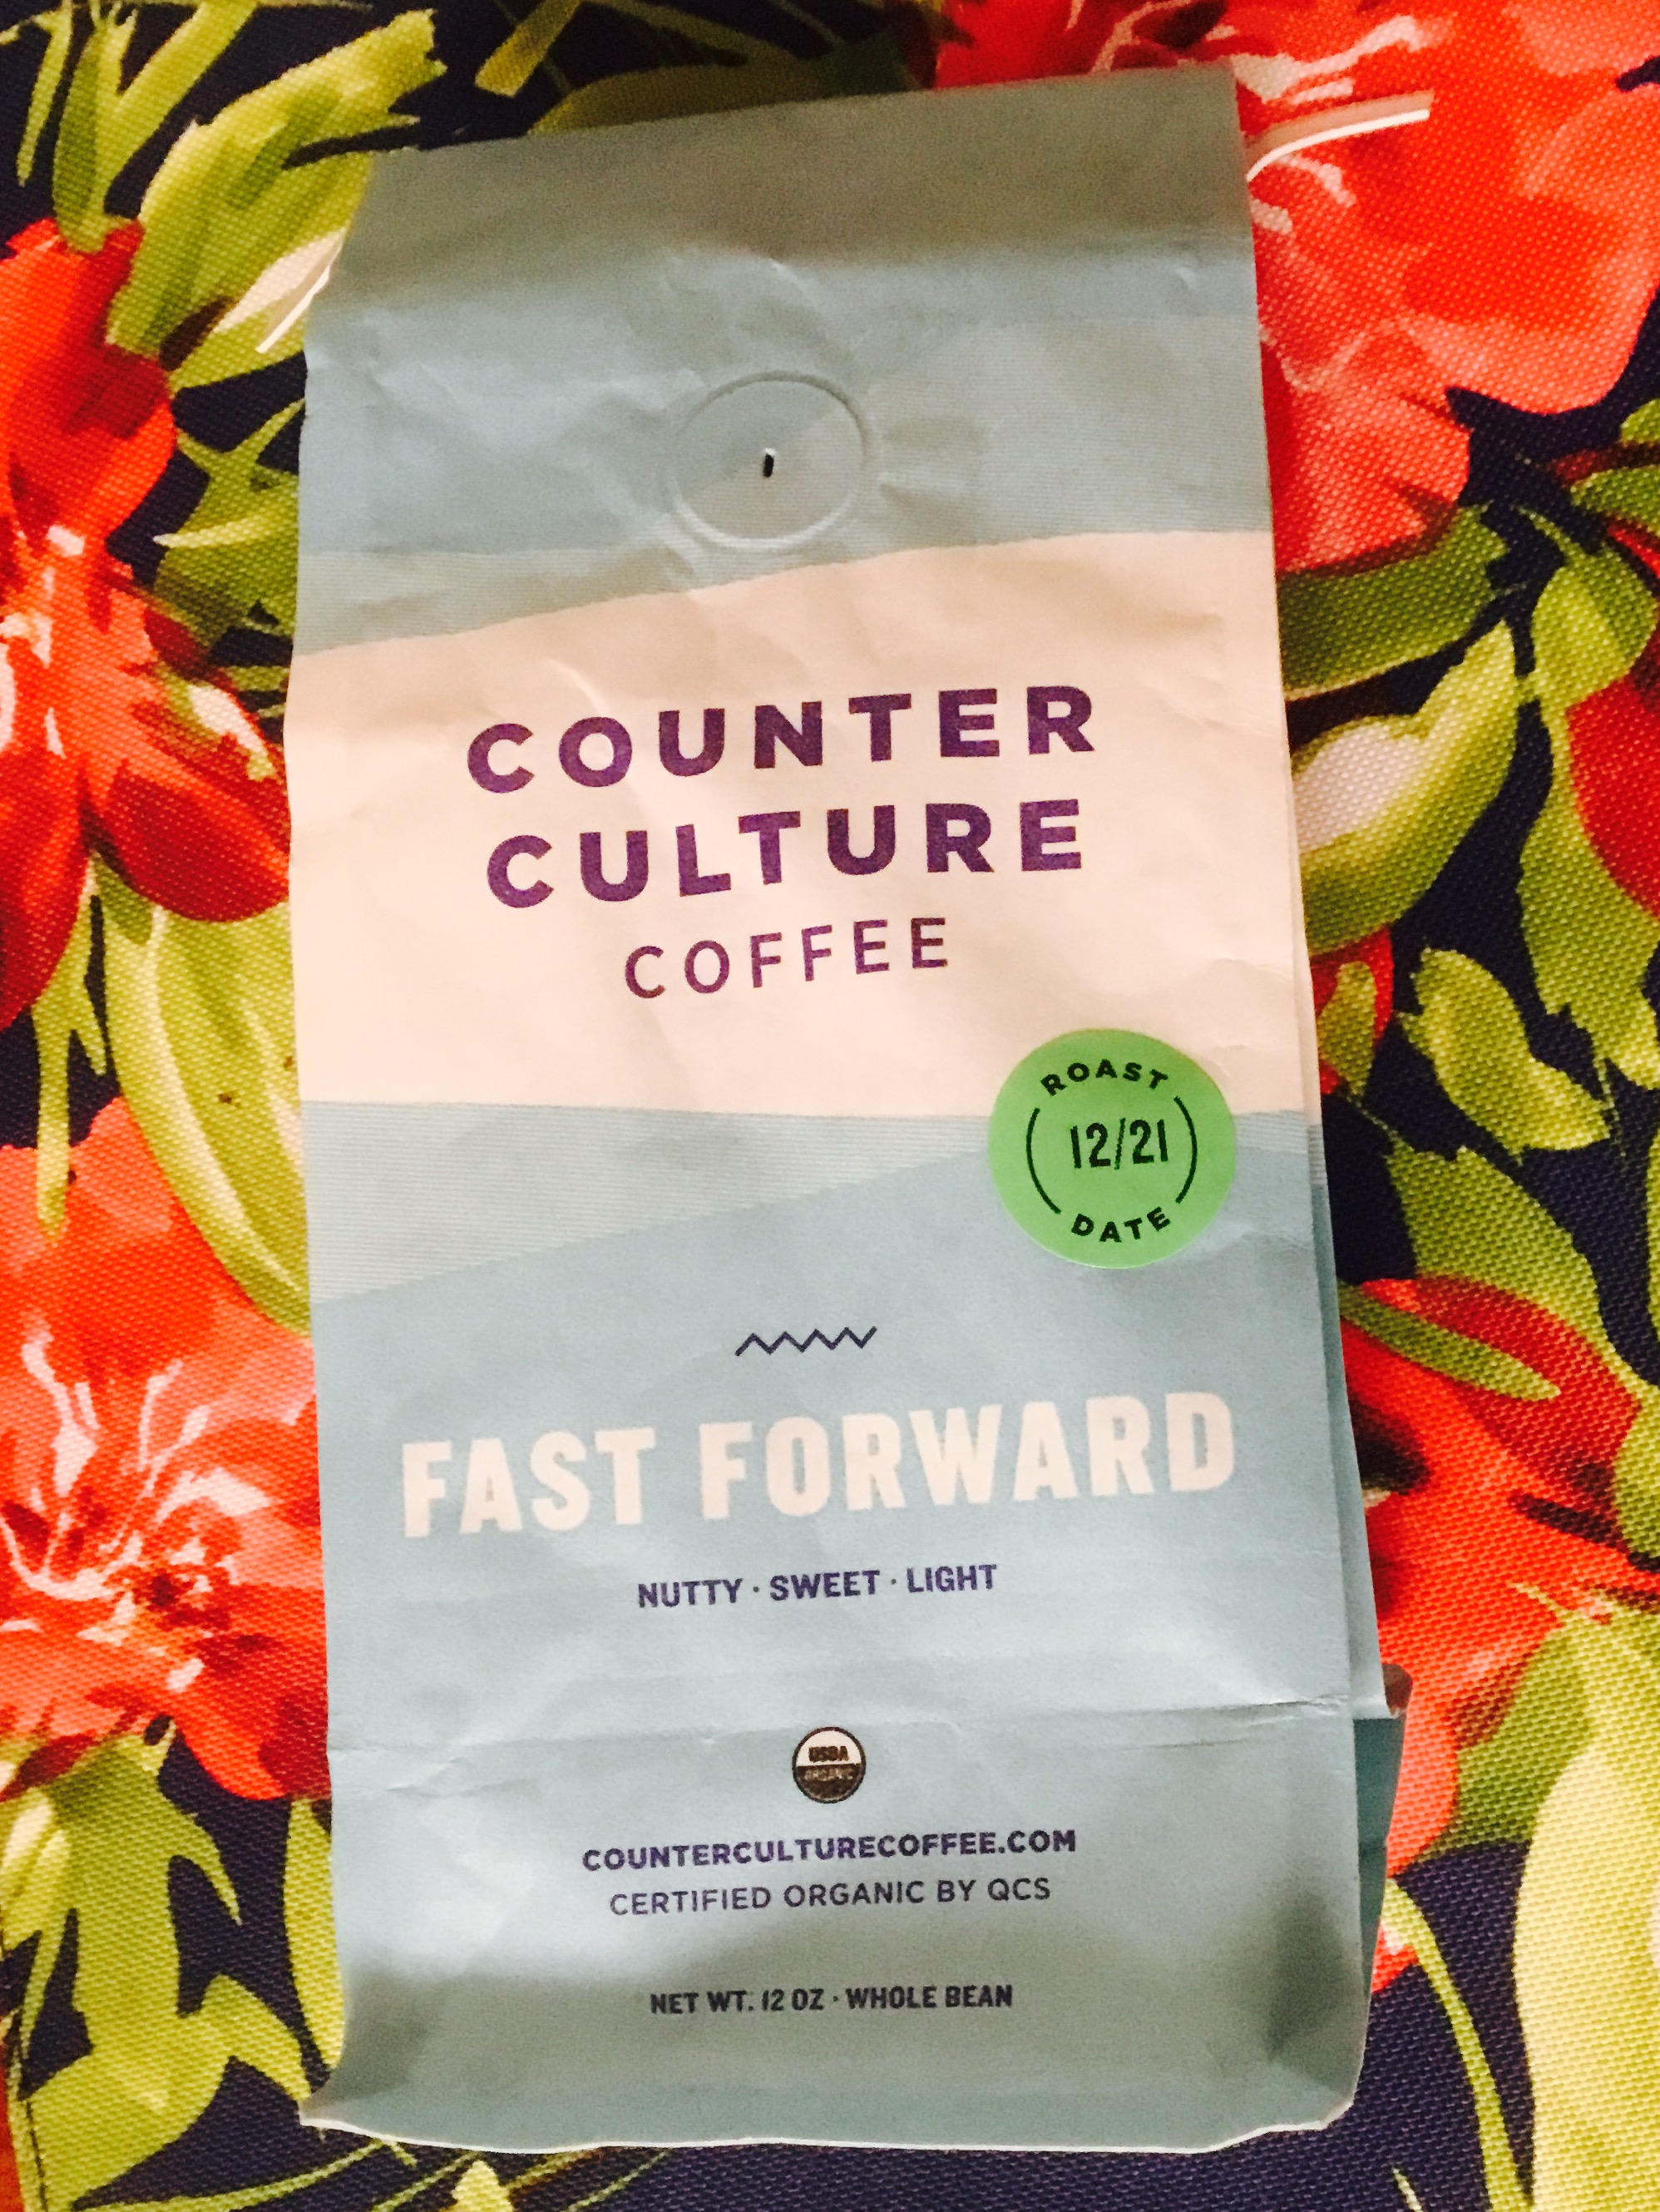 COUNTER
CULTURE
COFFEE
ROAST
12/21
DATE
FAST FORWARD
NUTTY · SWEET · LIGHT
USDA
ORGANIC
COUNTERCULTURECOFFEE.COM
CERTIFIED ORGANIC BY QCS
NET WT. 12 OZ · WHOLE BEAN